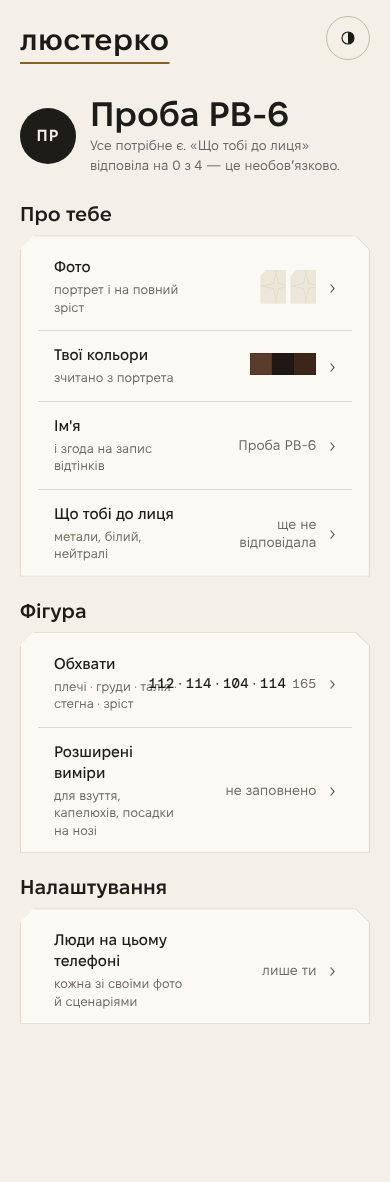 люстерко
ПР
Проба РВ-6
Усе потрібне є. «Що тобі до лиця»
відповіла на 0 з 4 — це необов'язково.
Про тебе
Фото
портрет і на повний
зріст
Твої кольори
зчитано з портрета
Ім'я
і згода на запис
відтінків
Проба РВ-6
Що тобі до лиця
метали, білий,
нейтралі
ще не
відповідала
Фігура
Обхвати
плечі · груди · талія ·
стегна · зріст
112 · 114 · 104 · 114 165
Розширені
виміри
для взуття,
капелюхів, посадки
на нозі
не заповнено
Налаштування
Люди на цьому
телефоні
кожна зі своїми фото
й сценаріями
лише ти